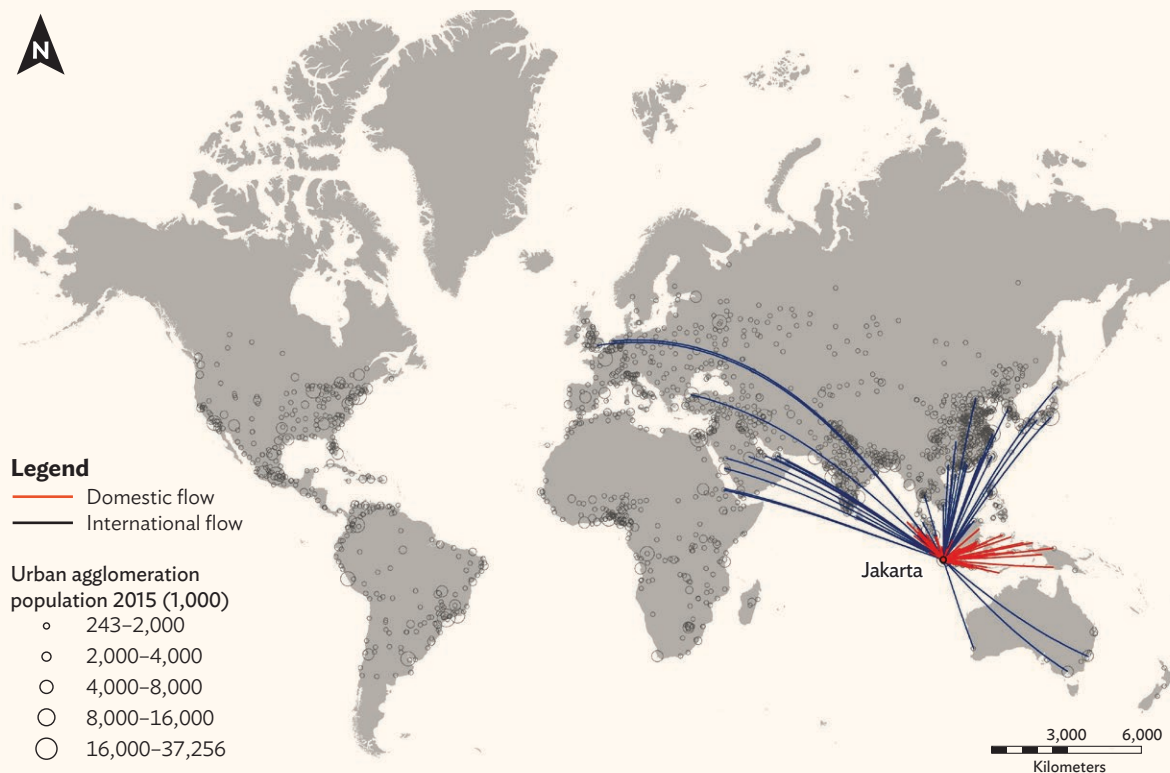 N
Legend
Domestic flow
International flow
Urban agglomeration
population 2015 (1,000)
243–2,000
2,000–4,000
4,000–8,000
8,000–16,000
16,000–37,256
Jakarta
3,000 6,000
Kilometers